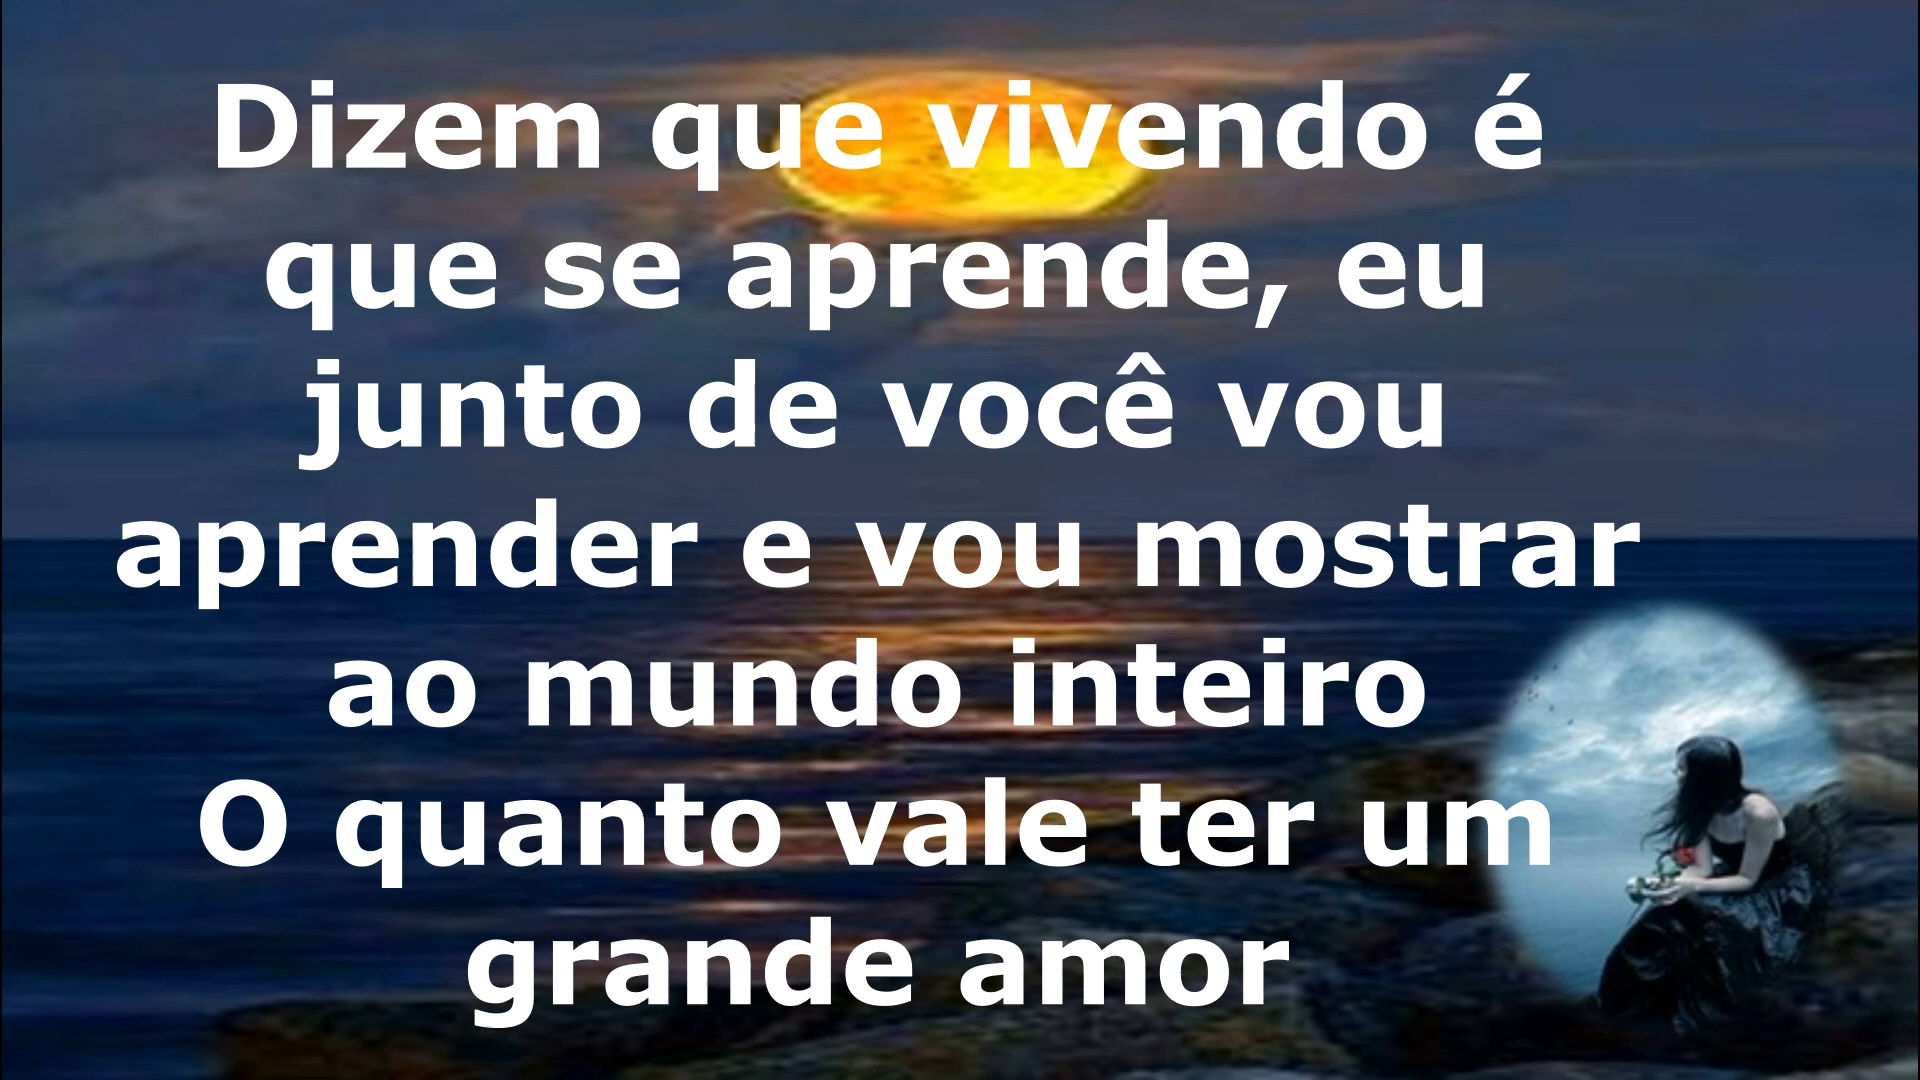 Dizem que vivendo é
que se aprende, eu
junto de você vou
aprender e vou mostrar
ao mundo inteiro
O quanto vale ter um
grande amor